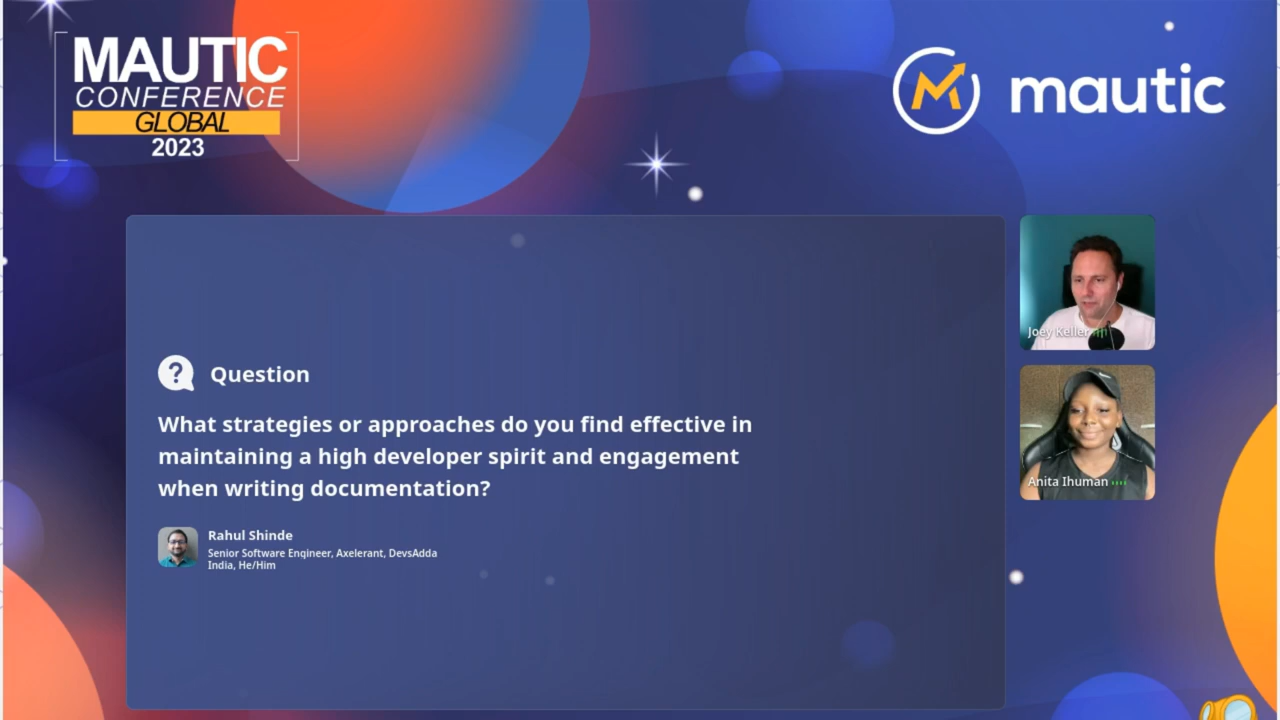 MAUTIC
CONFERENCE
GLOBAL
2023
mautic
Question
What strategies or approaches do you find effective in
maintaining a high developer spirit and engagement
when writing documentation?
Rahul Shinde
Senior Software Engineer, Axelerant, DevsAdda
India, He/Him
Joey Keller
Anita Ihuman